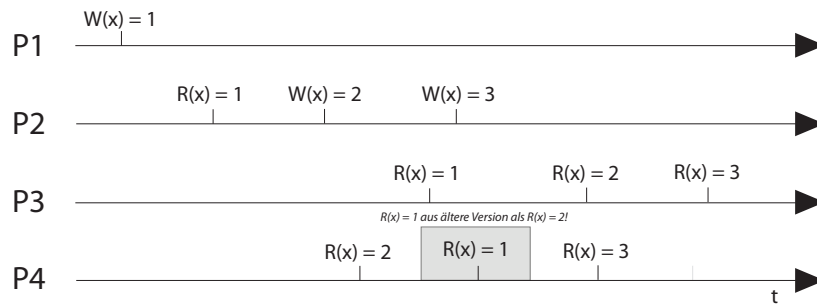 W(x) = 1
P1
R(x) = 1 W(x) = 2 W(x) = 3
P2
R(x) = 1 R(x) = 2 R(x) = 3
P3
R(x) = 1 aus ältere Version als R(x) = 2!
R(x) = 2 R(x) = 1 R(x) = 3
P4
t